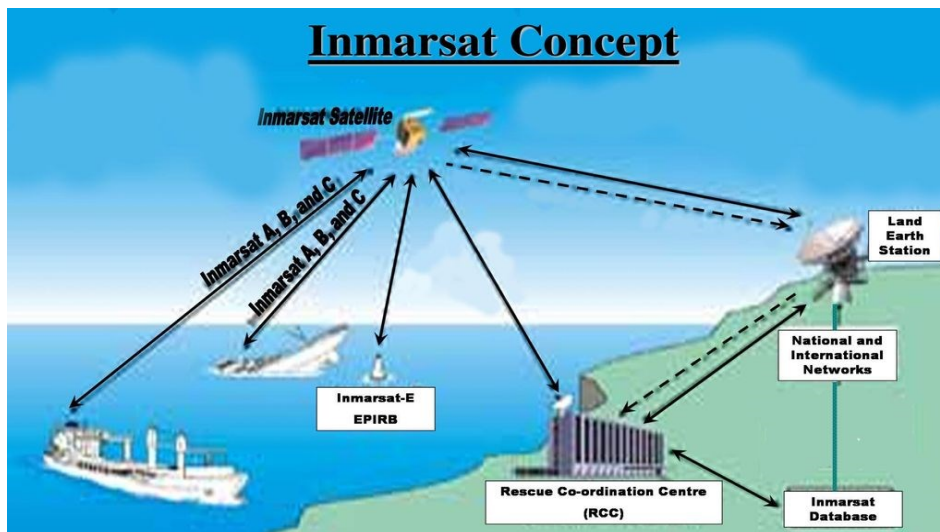 Inmarsat Concept
Inmarsat Satellite
Inmarsat A, B, and C
Inmarsat A, B, and C
Land
Earth
Station
National and
International
Networks
Inmarsat-E
EPIRB
Rescue Co-ordination Centre
(RCC)
Inmarsat
Database